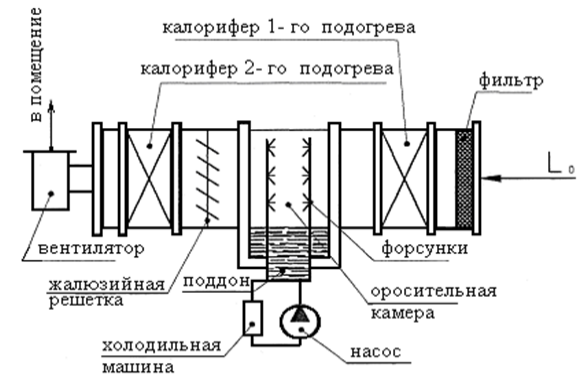 калорифер 1- го подогрева
калорифер 2- го подогрева
фильтр
в помещение
L₀
вентилятор
форсунки
жалюзийная
решетка
поддон
оросительная
камера
холодильная
машина
насос